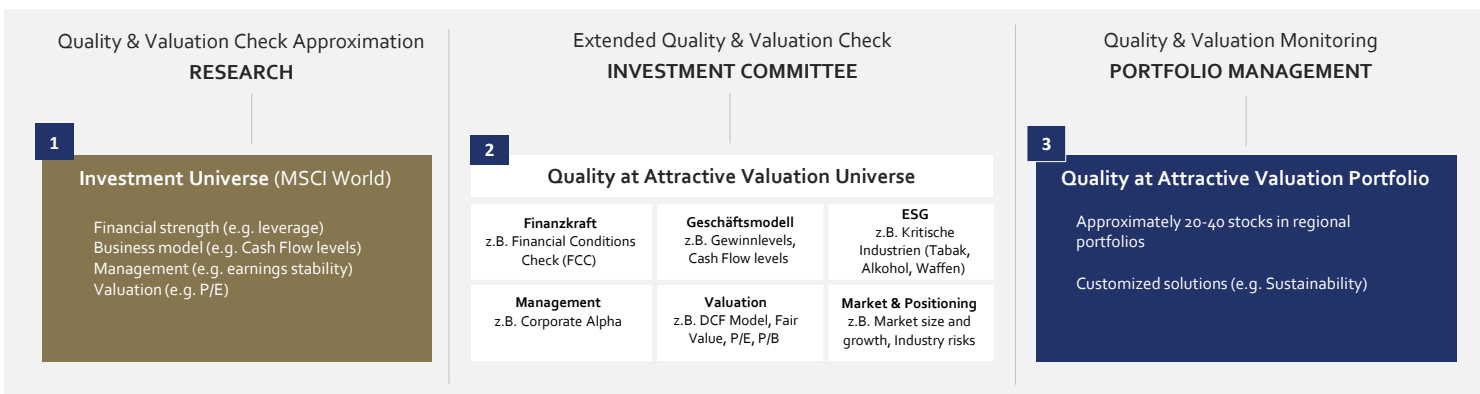 Quality & Valuation Check Approximation
RESEARCH
1
Investment Universe (MSCI World)
Financial strength (e.g. leverage)
Business model (e.g. Cash Flow levels)
Management (e.g. earnings stability)
Valuation (e.g. P/E)
Extended Quality & Valuation Check
INVESTMENT COMMITTEE
2
Quality at Attractive Valuation Universe
Finanzkraft
z.B. Financial Conditions
Check (FCC)
Geschäftsmodell
z.B. Gewinnlevels,
Cash Flow levels
ESG
z.B. Kritische
Industrien (Tabak,
Alkohol, Waffen)
Management
z.B. Corporate Alpha
Valuation
z.B. DCF Model, Fair
Value, P/E, P/B
Market & Positioning
z.B. Market size and
growth, Industry risks
Quality & Valuation Monitoring
PORTFOLIO MANAGEMENT
3
Quality at Attractive Valuation Portfolio
Approximately 20-40 stocks in regional
portfolios
Customized solutions (e.g. Sustainability)